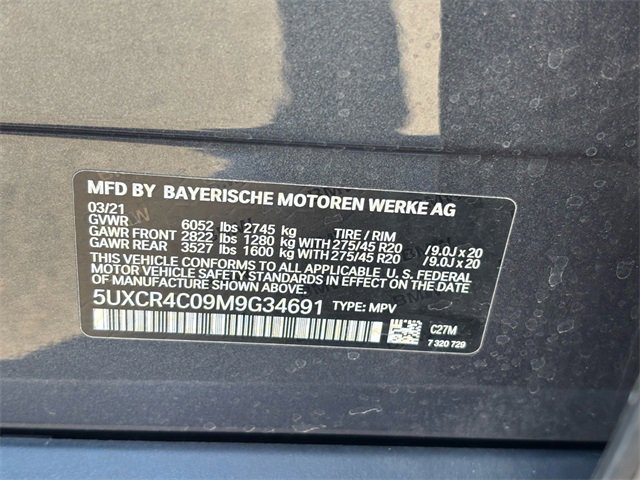 MFD BY BAYERISCHE MOTOREN WERKE AG
03/21
GVWR 6052 lbs 2745 kg TIRE / RIM
GAWR FRONT 2822 lbs 1280 kg WITH 275/45 R20 /9.0J x 20
GAWR REAR 3527 lbs 1600 kg WITH 275/45 R20 /9.0J x 20
THIS VEHICLE CONFORMS TO ALL APPLICABLE U. S. FEDERAL
MOTOR VEHICLE SAFETY STANDARDS IN EFFECT ON THE DATE
OF MANUFACTURE SHOWN ABOVE.
5UXCR4C09M9G34691 TYPE: MPV
C27M
7 320 729